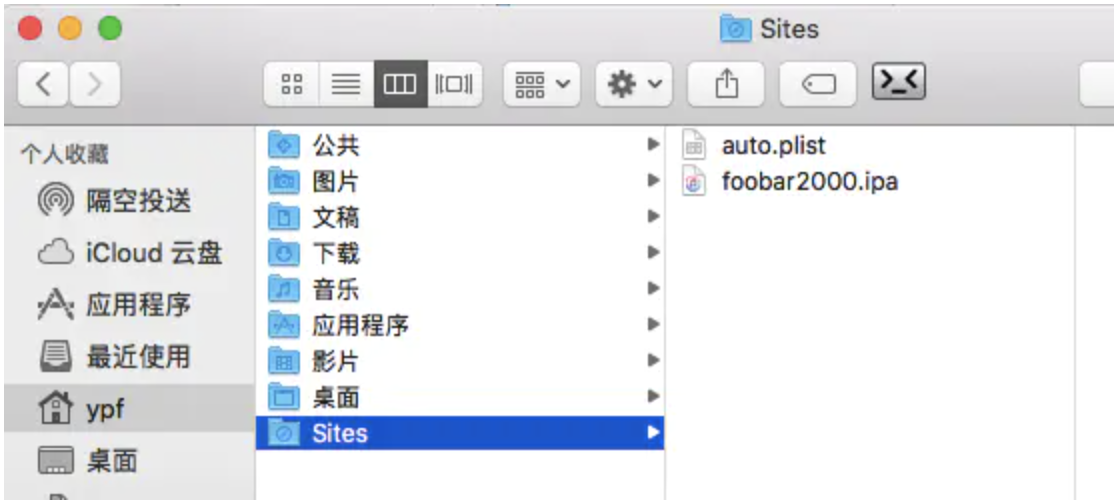 Sites
个人收藏
隔空投送
iCloud 云盘
应用程序
最近使用
ypf
桌面
公共
图片
文稿
下载
音乐
应用程序
影片
桌面
Sites
auto.plist
foobar2000.ipa